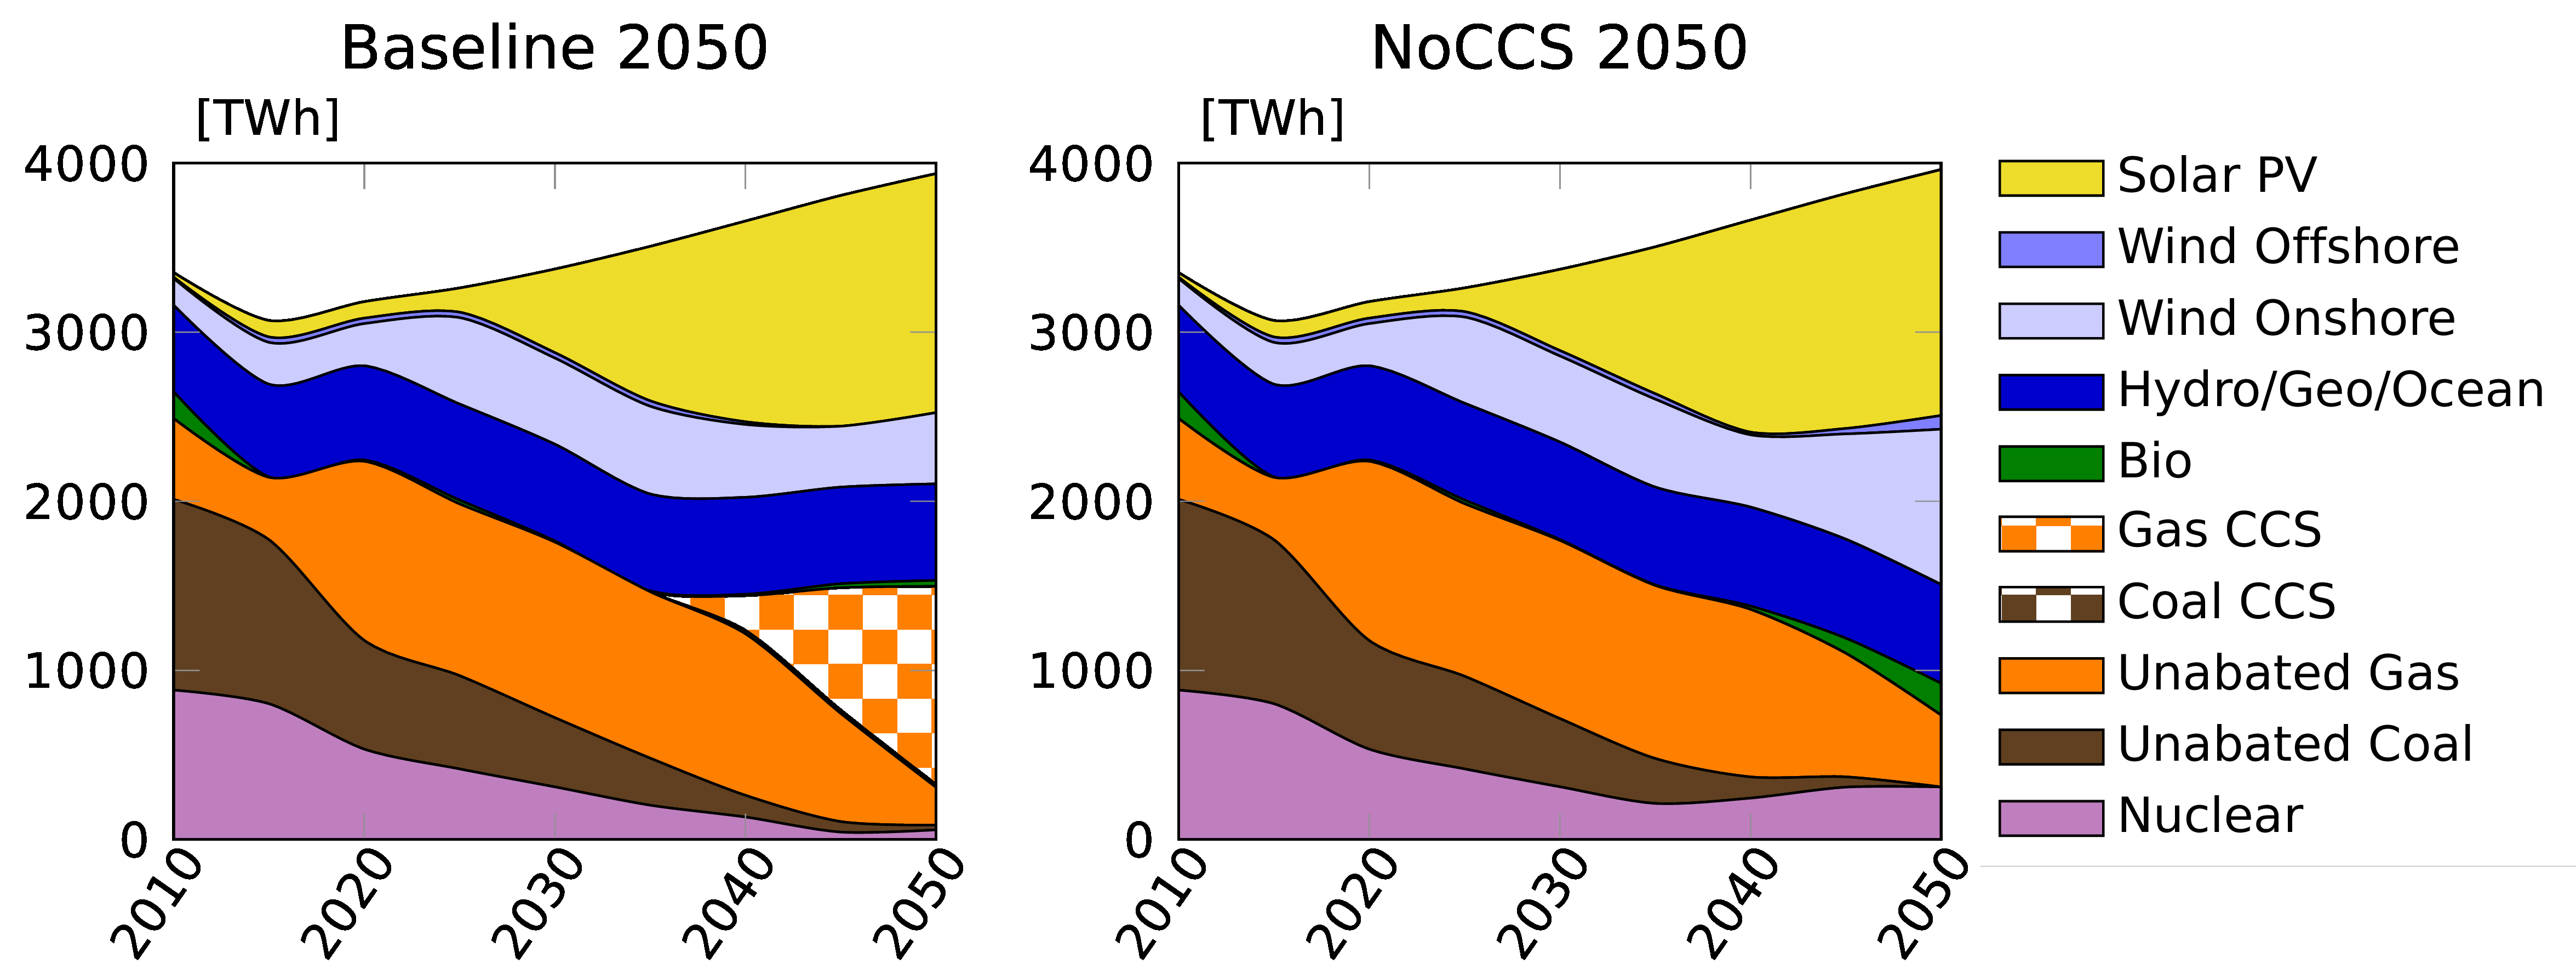 Baseline 2050
[TWh]
4000
3000
2000
1000
0
2010
2020
2030
2040
2050
NoCCS 2050
[TWh]
4000
3000
2000
1000
0
2010
2020
2030
2040
2050
Solar PV
Wind Offshore
Wind Onshore
Hydro/Geo/Ocean
Bio
Gas CCS
Coal CCS
Unabated Gas
Unabated Coal
Nuclear